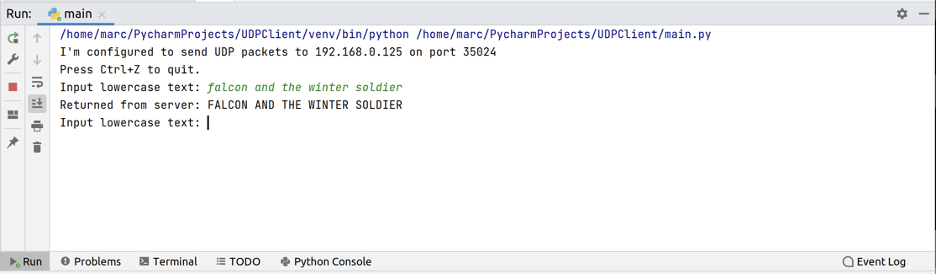 Run: main
/home/marc/PycharmProjects/UDPClient/venv/bin/python /home/marc/PycharmProjects/UDPClient/main.py
I'm configured to send UDP packets to 192.168.0.125 on port 35024
Press Ctrl+Z to quit.
Input lowercase text: falcon and the winter soldier
Returned from server: FALCON AND THE WINTER SOLDIER
Input lowercase text:
Run Problems Terminal TODO Python Console Event Log